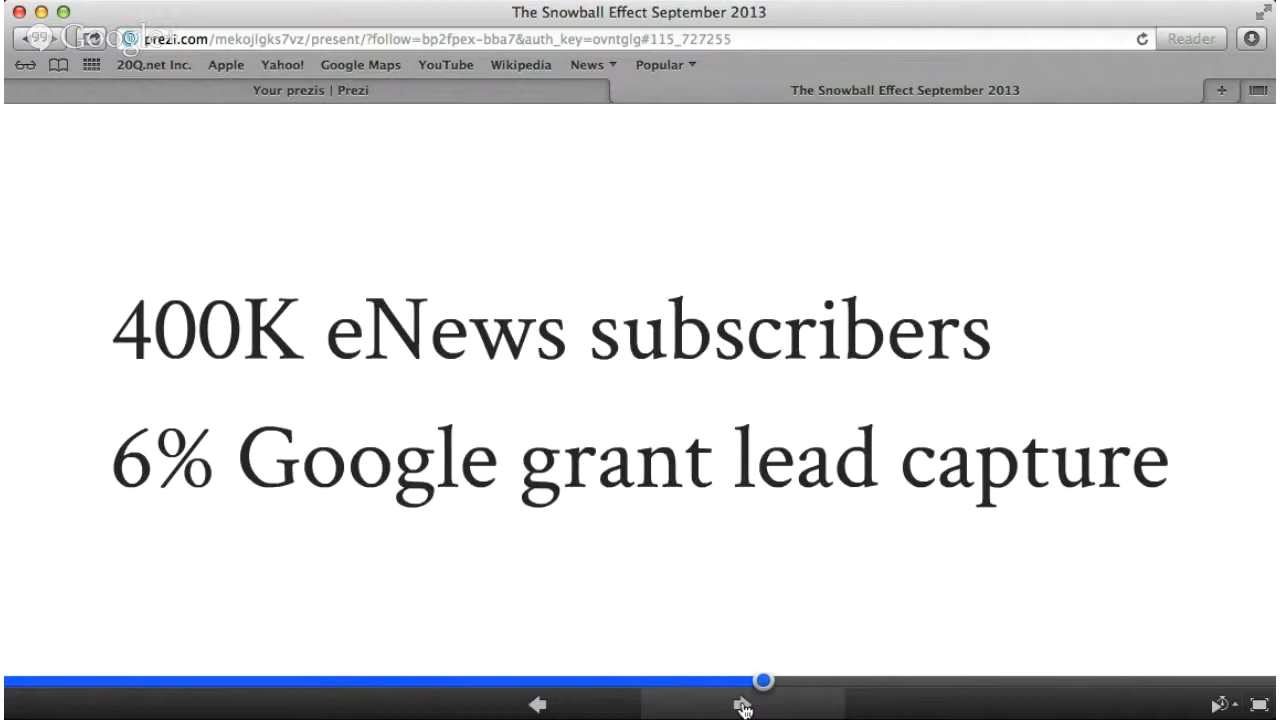 The Snowball Effect September 2013
99 Google+
prezi.com/mekojlgks7vz/present/?follow=bp2fpex-bba7&auth_key=ovntglg#115_727255
Reader
20Q.net Inc. Apple Yahoo! Google Maps YouTube Wikipedia News Popular
Your prezis | Prezi
The Snowball Effect September 2013
400K eNews subscribers
6% Google grant lead capture